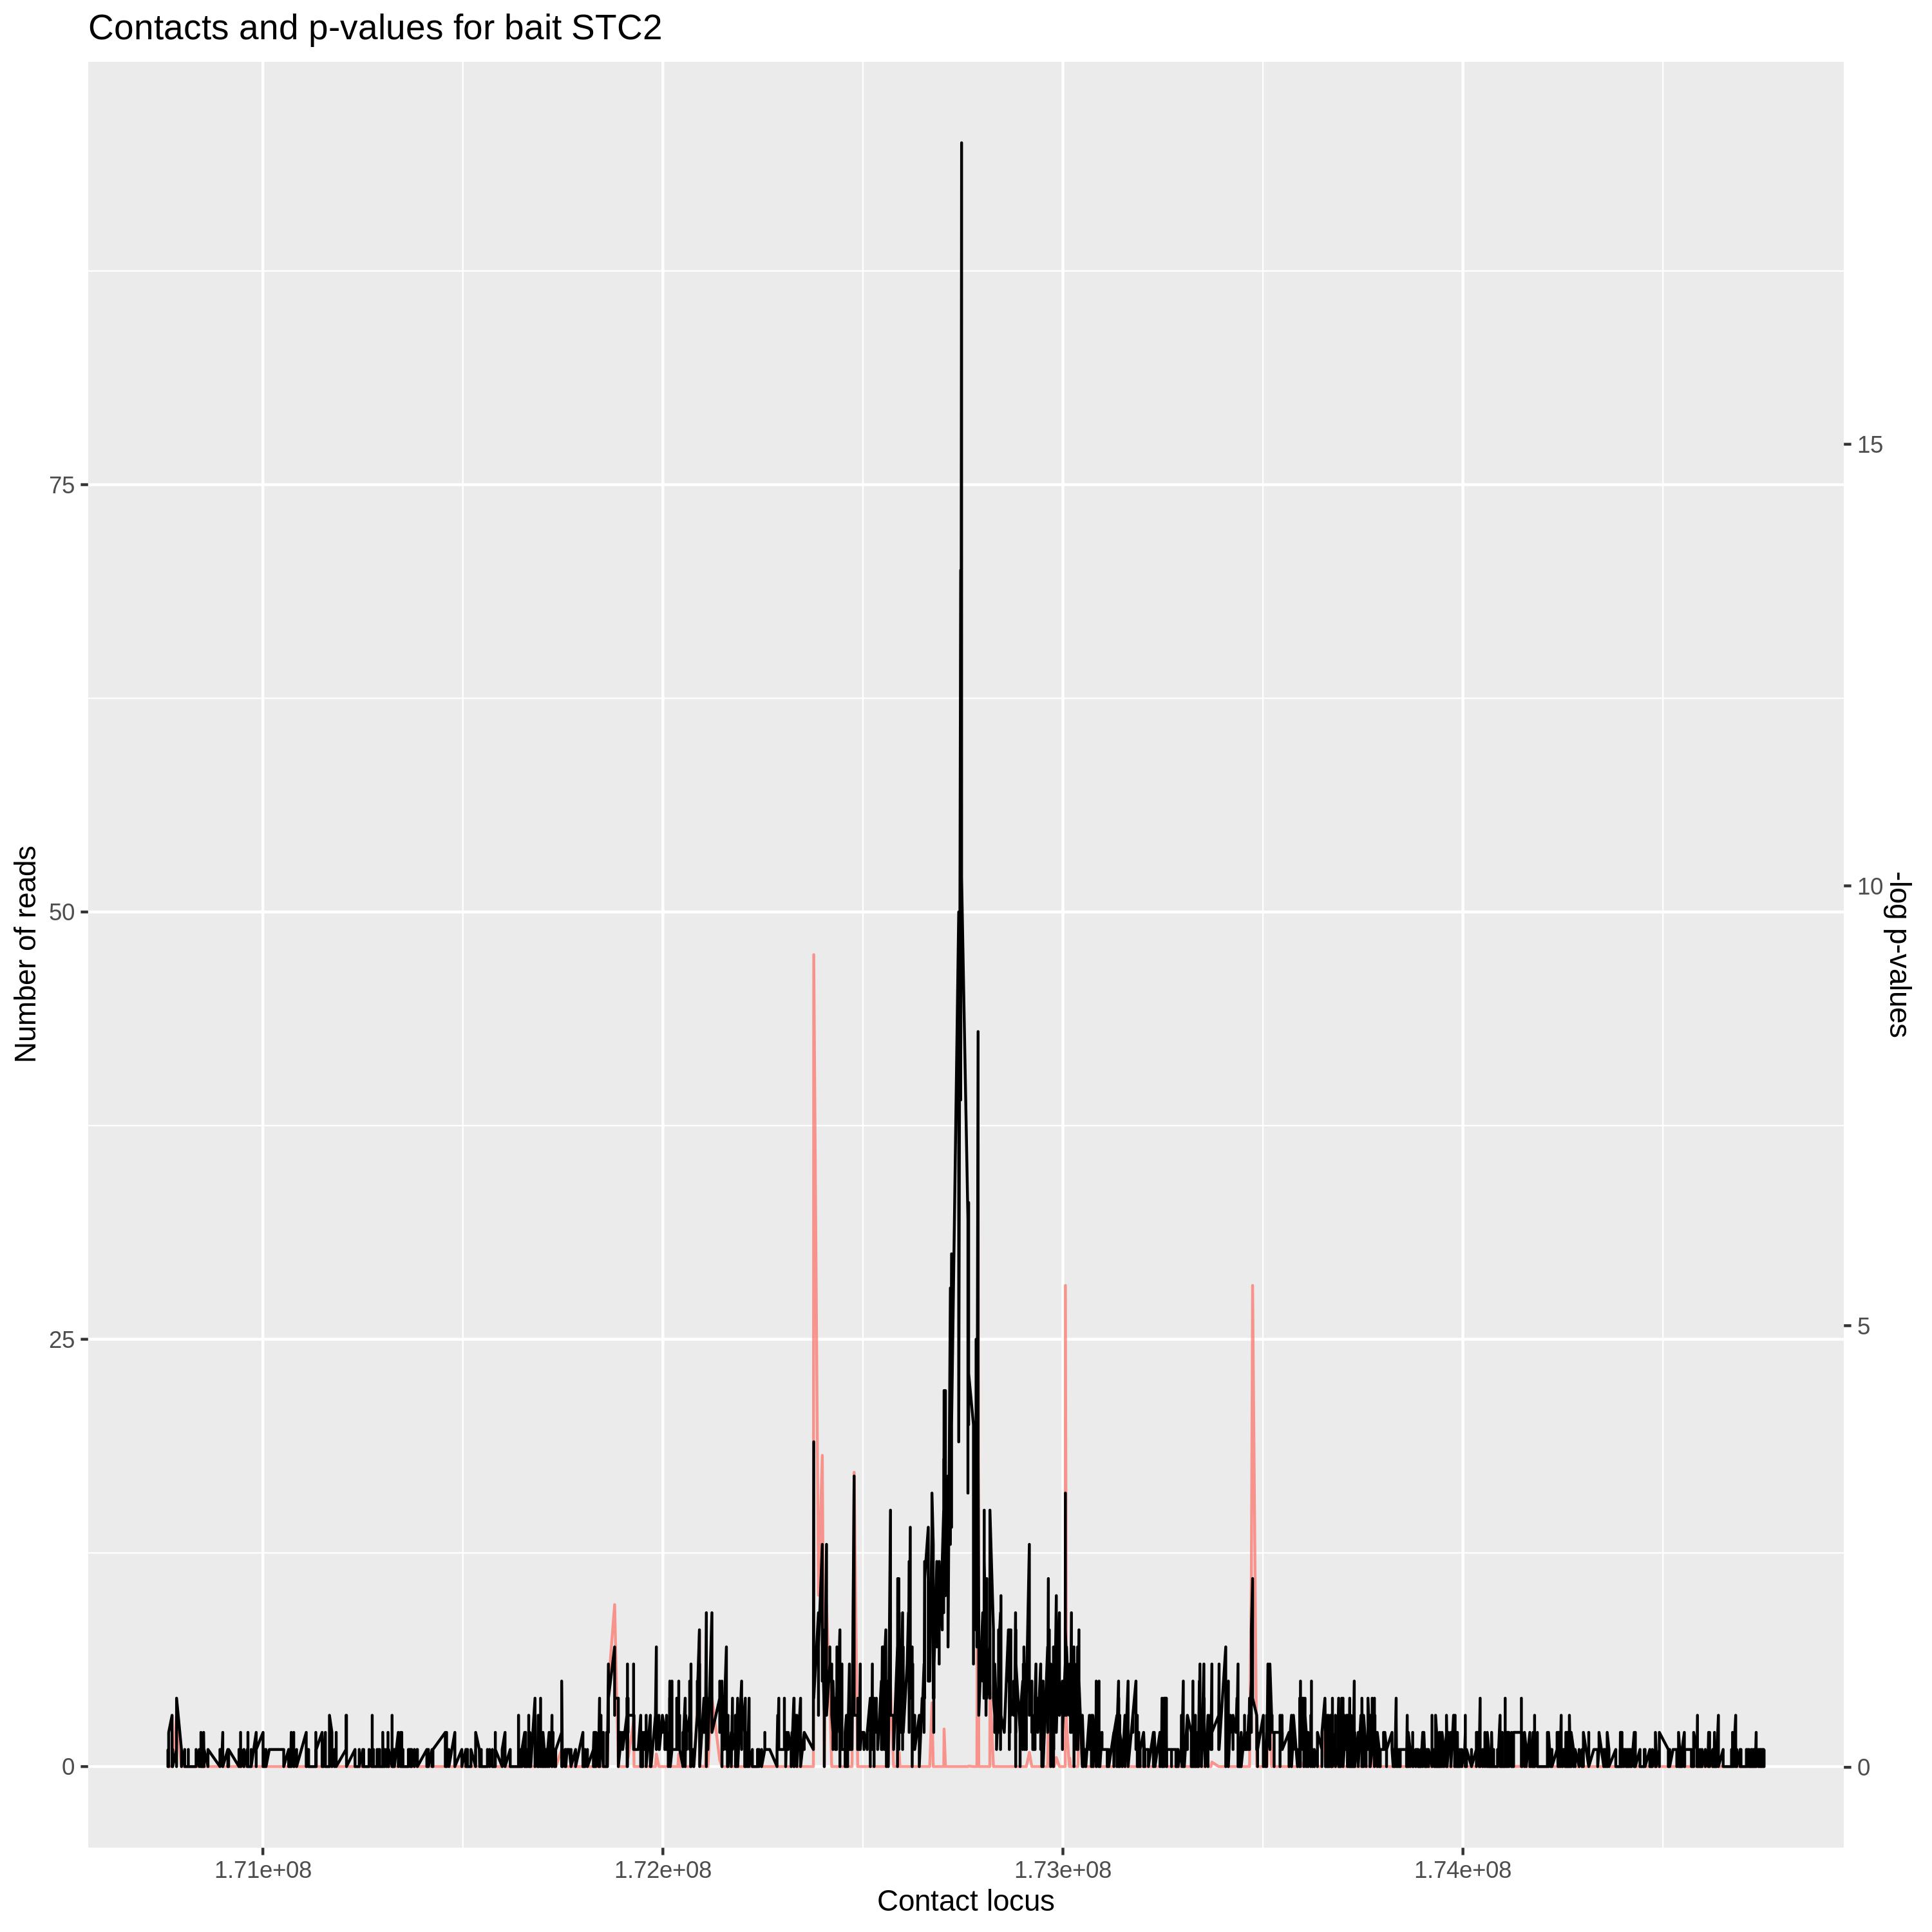 Contacts and p-values for bait STC2
Number of reads
75
50
25
0
15
10
5
0
-log p-values
1.71e+08
1.72e+08
1.73e+08
1.74e+08
Contact locus